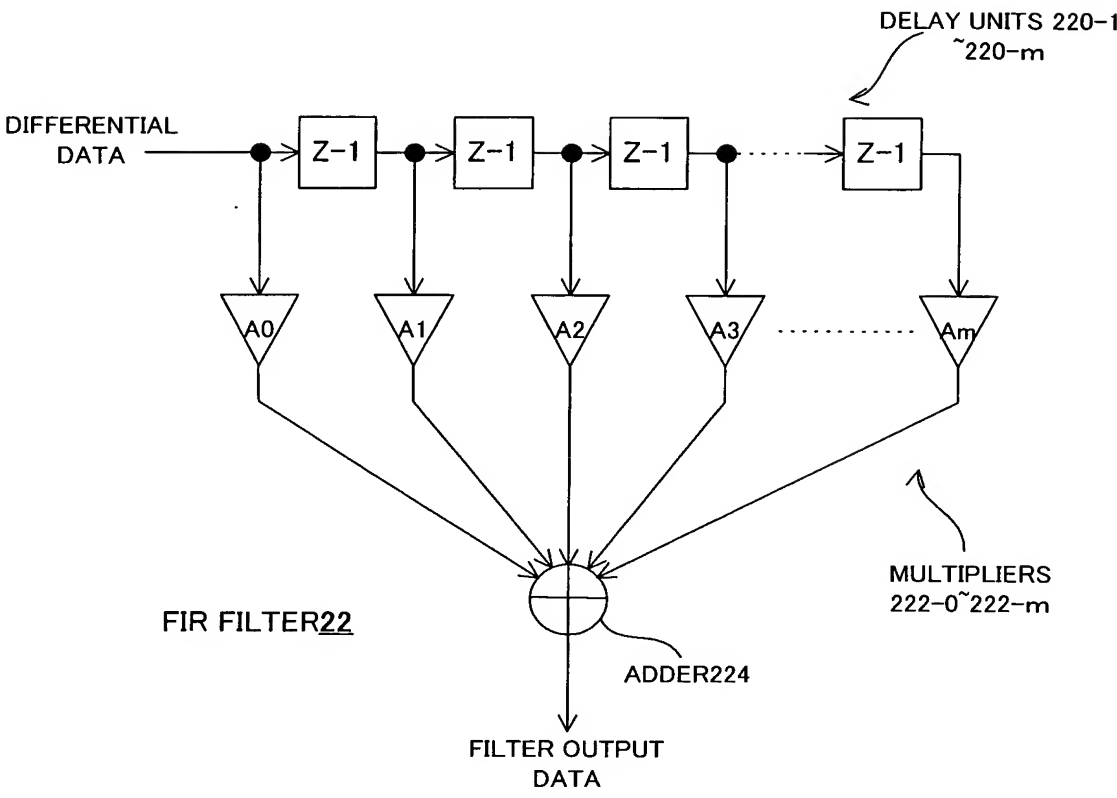 DELAY UNITS 220-1
~220-m
DIFFERENTIAL
DATA
Z-1
Z-1
Z-1
Z-1
A0
A1
A2
A3
Am
MULTIPLIERS
222-0~222-m
FIR FILTER22
ADDER224
FILTER OUTPUT
DATA